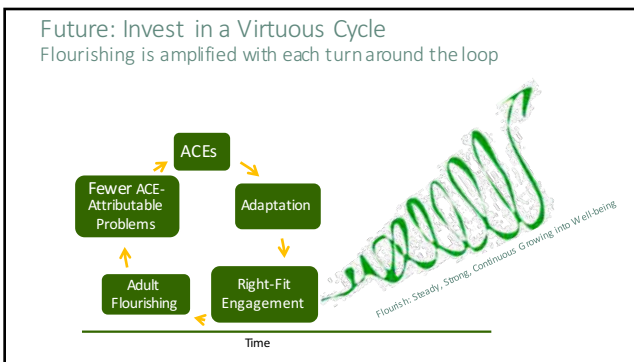 Future: Invest in a Virtuous Cycle
Flourishing is amplified with each turn around the loop
ACEs
Fewer ACE-
Attributable
Problems
Adaptation
Adult
Flourishing
Right-Fit
Engagement
Flourish: Steady, Strong, Continuous Growing into Well-being
Time